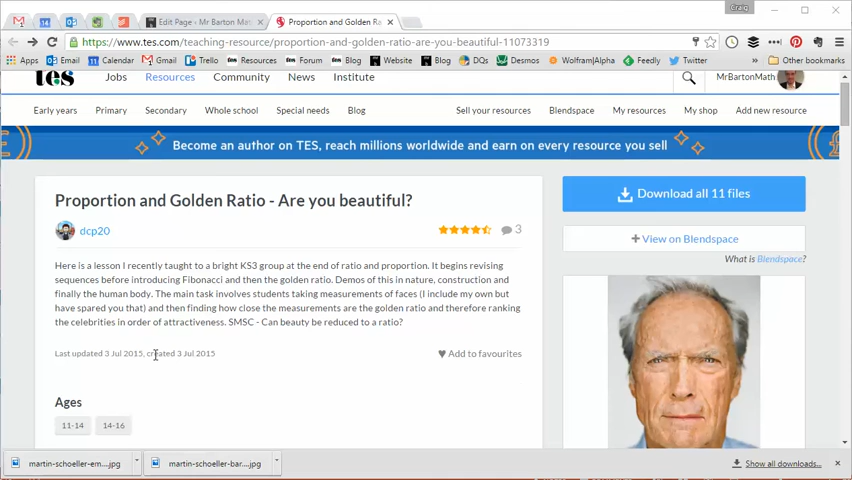 Craig
Edit Page ‹ Mr Barton Ma
Proportion and Golden Ra
https://www.tes.com/teaching-resource/proportion-and-golden-ratio-are-you-beautiful-11073319
Apps Email Calendar Gmail Trello Resources Forum Blog Website Blog DQs Desmos Wolfram|Alpha Feedly Twitter Other bookmarks
tes Jobs Resources Community News Institute MrBartonMath
Early years Primary Secondary Whole school Special needs Blog Sell your resources Blendspace My resources My shop Add new resource
Become an author on TES, reach millions worldwide and earn on every resource you sell
Proportion and Golden Ratio - Are you beautiful?
Download all 11 files
dcp20 3
+ View on Blendspace
What is Blendspace?
Here is a lesson I recently taught to a bright KS3 group at the end of ratio and proportion. It begins revising
sequences before introducing Fibonacci and then the golden ratio. Demos of this in nature, construction and
finally the human body. The main task involves students taking measurements of faces (I include my own but
have spared you that) and then finding how close the measurements are the golden ratio and therefore ranking
the celebrities in order of attractiveness. SMSC - Can beauty be reduced to a ratio?
Last updated 3 Jul 2015, created 3 Jul 2015 Add to favourites
Ages
11-14 14-16
martin-schoeller-em....jpg martin-schoeller-bar....jpg Show all downloads...